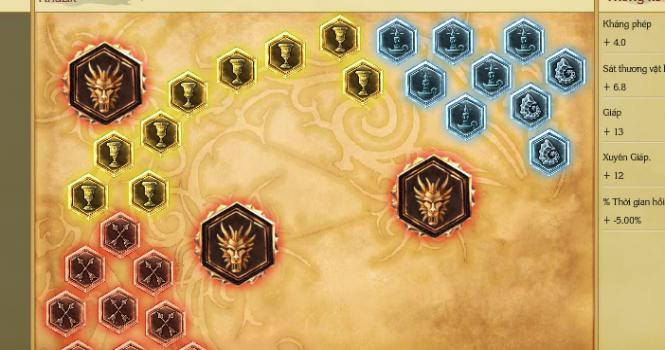 Kháng phép
+ 4.0
Sát thương vật
+ 6.8
Giáp
+ 13
Xuyên Giáp.
+ 12
% Thời gian hồi
+ -5.00%